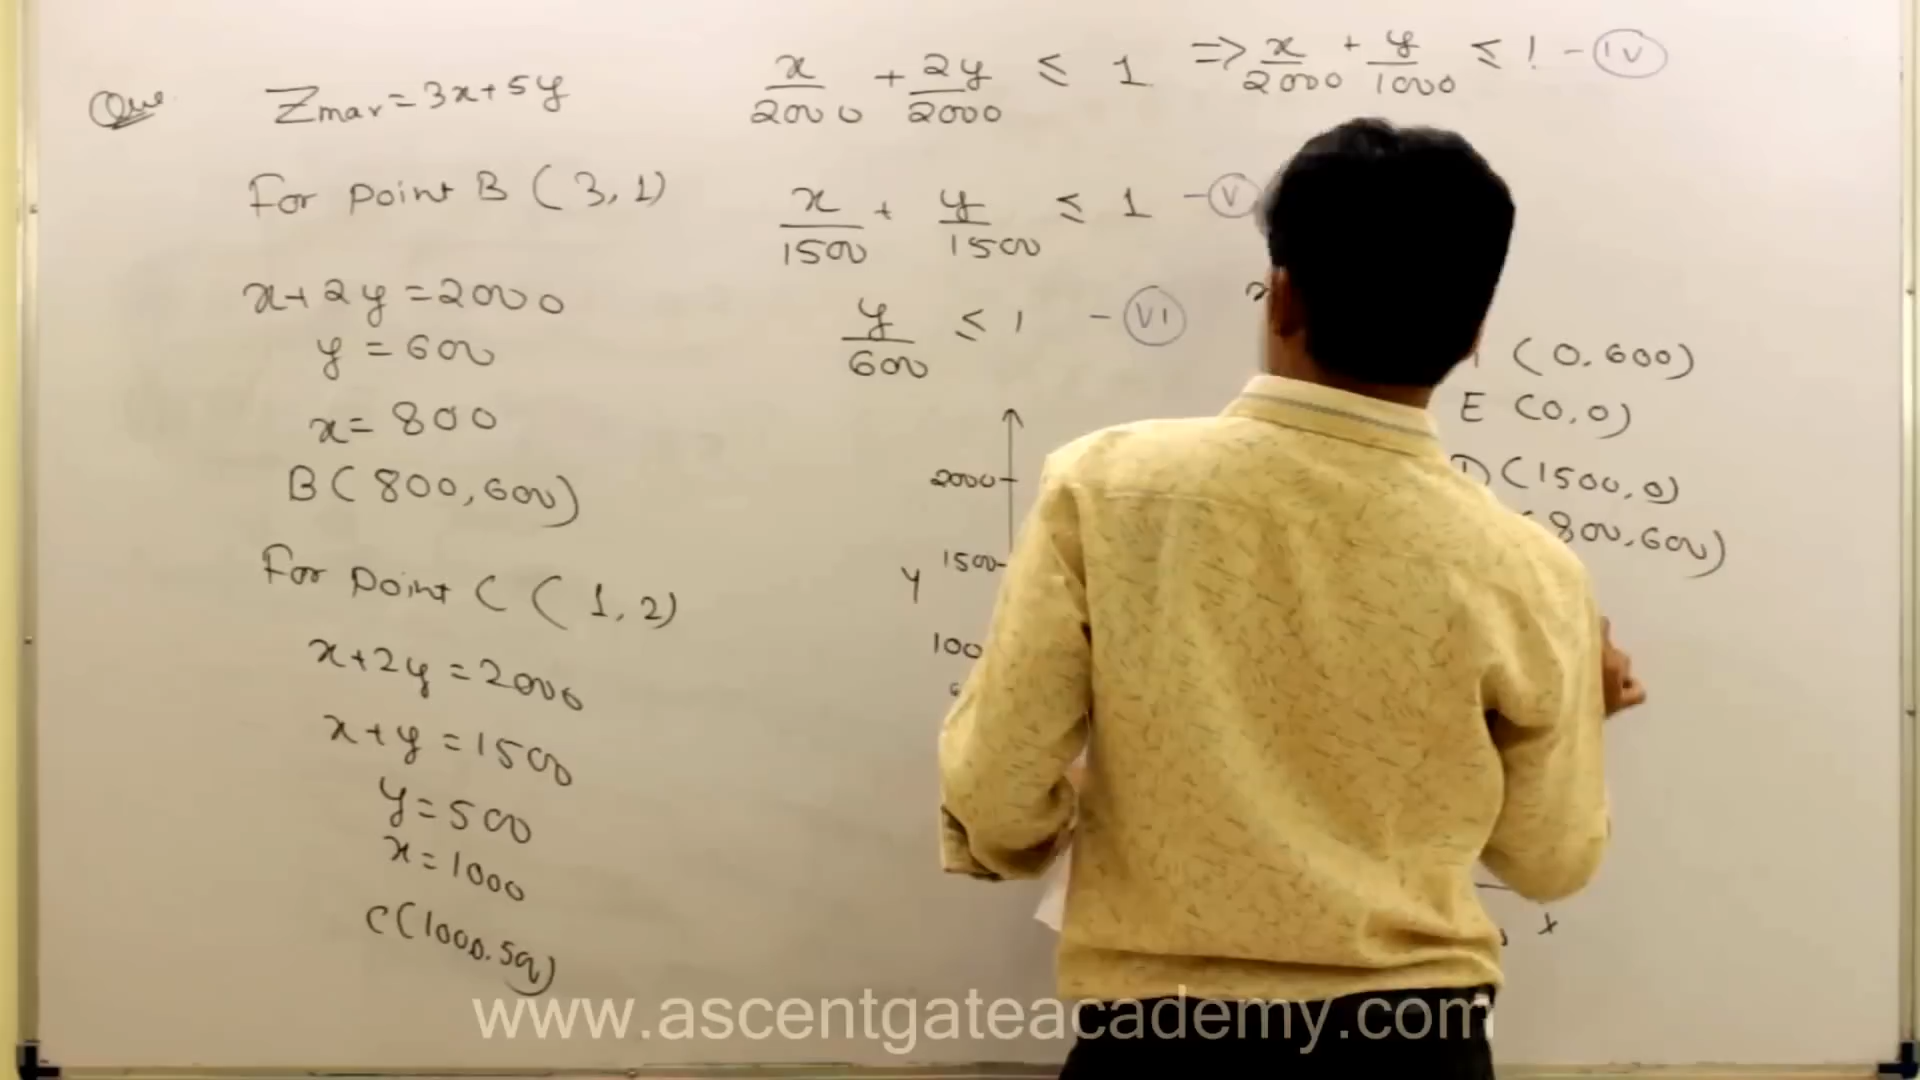 Que Zmax = 3x+5y
For point B (3,1)
x+2y = 2000
y = 600
x = 800
B (800,600)
For point C (1,2)
x+2y = 2000
x+y = 1500
y = 500
x = 1000
C(1000,500)
x/2000 + 2y/2000 ≤ 1 => x/2000 + y/1000 ≤ 1 - IV
x/1500 + y/1500 ≤ 1 - V
y/600 ≤ 1 - VI
2000
1500
y
100
x
(0,600)
E (0,0)
D (1500,0)
(800,600)
www.ascentgateacademy.com